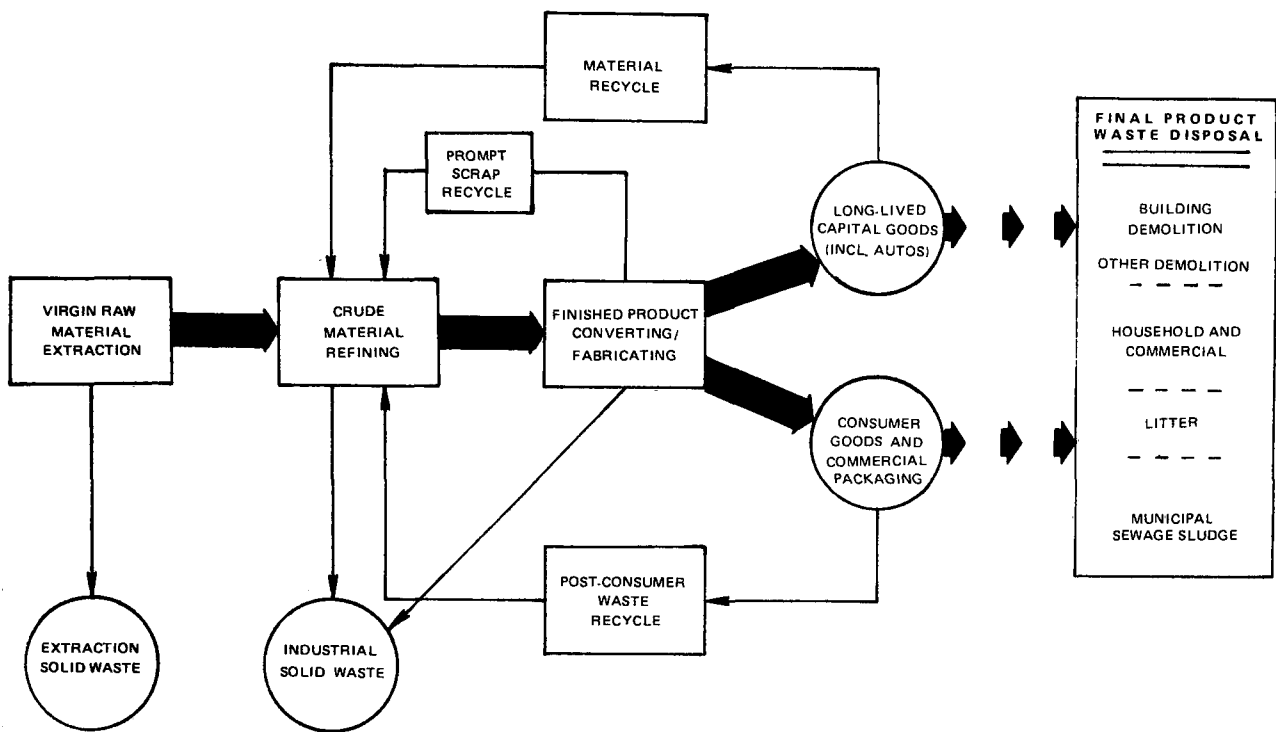 MATERIAL
RECYCLE
PROMPT
SCRAP
RECYCLE
VIRGIN RAW
MATERIAL
EXTRACTION
CRUDE
MATERIAL
REFINING
FINISHED PRODUCT
CONVERTING/
FABRICATING
LONG-LIVED
CAPITAL GOODS
(INCL, AUTOS)
CONSUMER
GOODS AND
COMMERCIAL
PACKAGING
POST-CONSUMER
WASTE
RECYCLE
EXTRACTION
SOLID WASTE
INDUSTRIAL
SOLID WASTE
FINAL PRODUCT
WASTE DISPOSAL
BUILDING
DEMOLITION
OTHER DEMOLITION
HOUSEHOLD AND
COMMERCIAL
LITTER
MUNICIPAL
SEWAGE SLUDGE